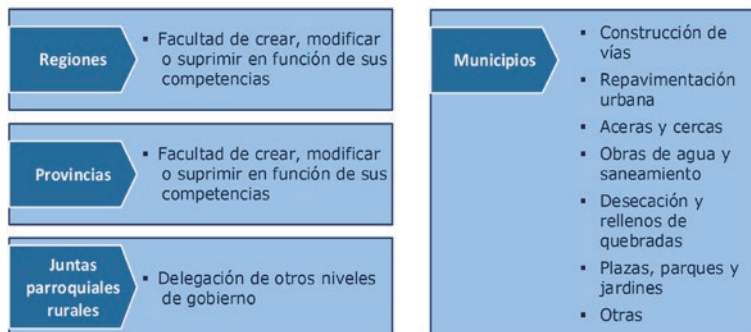 Regiones
▪ Facultad de crear, modificar
o suprimir en función de sus
competencias
Provincias
▪ Facultad de crear, modificar
o suprimir en función de sus
competencias
Juntas
parroquiales
rurales
▪ Delegación de otros niveles
de gobierno
Municipios
▪ Construcción de
vías
▪ Repavimentación
urbana
▪ Aceras y cercas
▪ Obras de agua y
saneamiento
▪ Desecación y
rellenos de
quebradas
▪ Plazas, parques y
jardines
▪ Otras